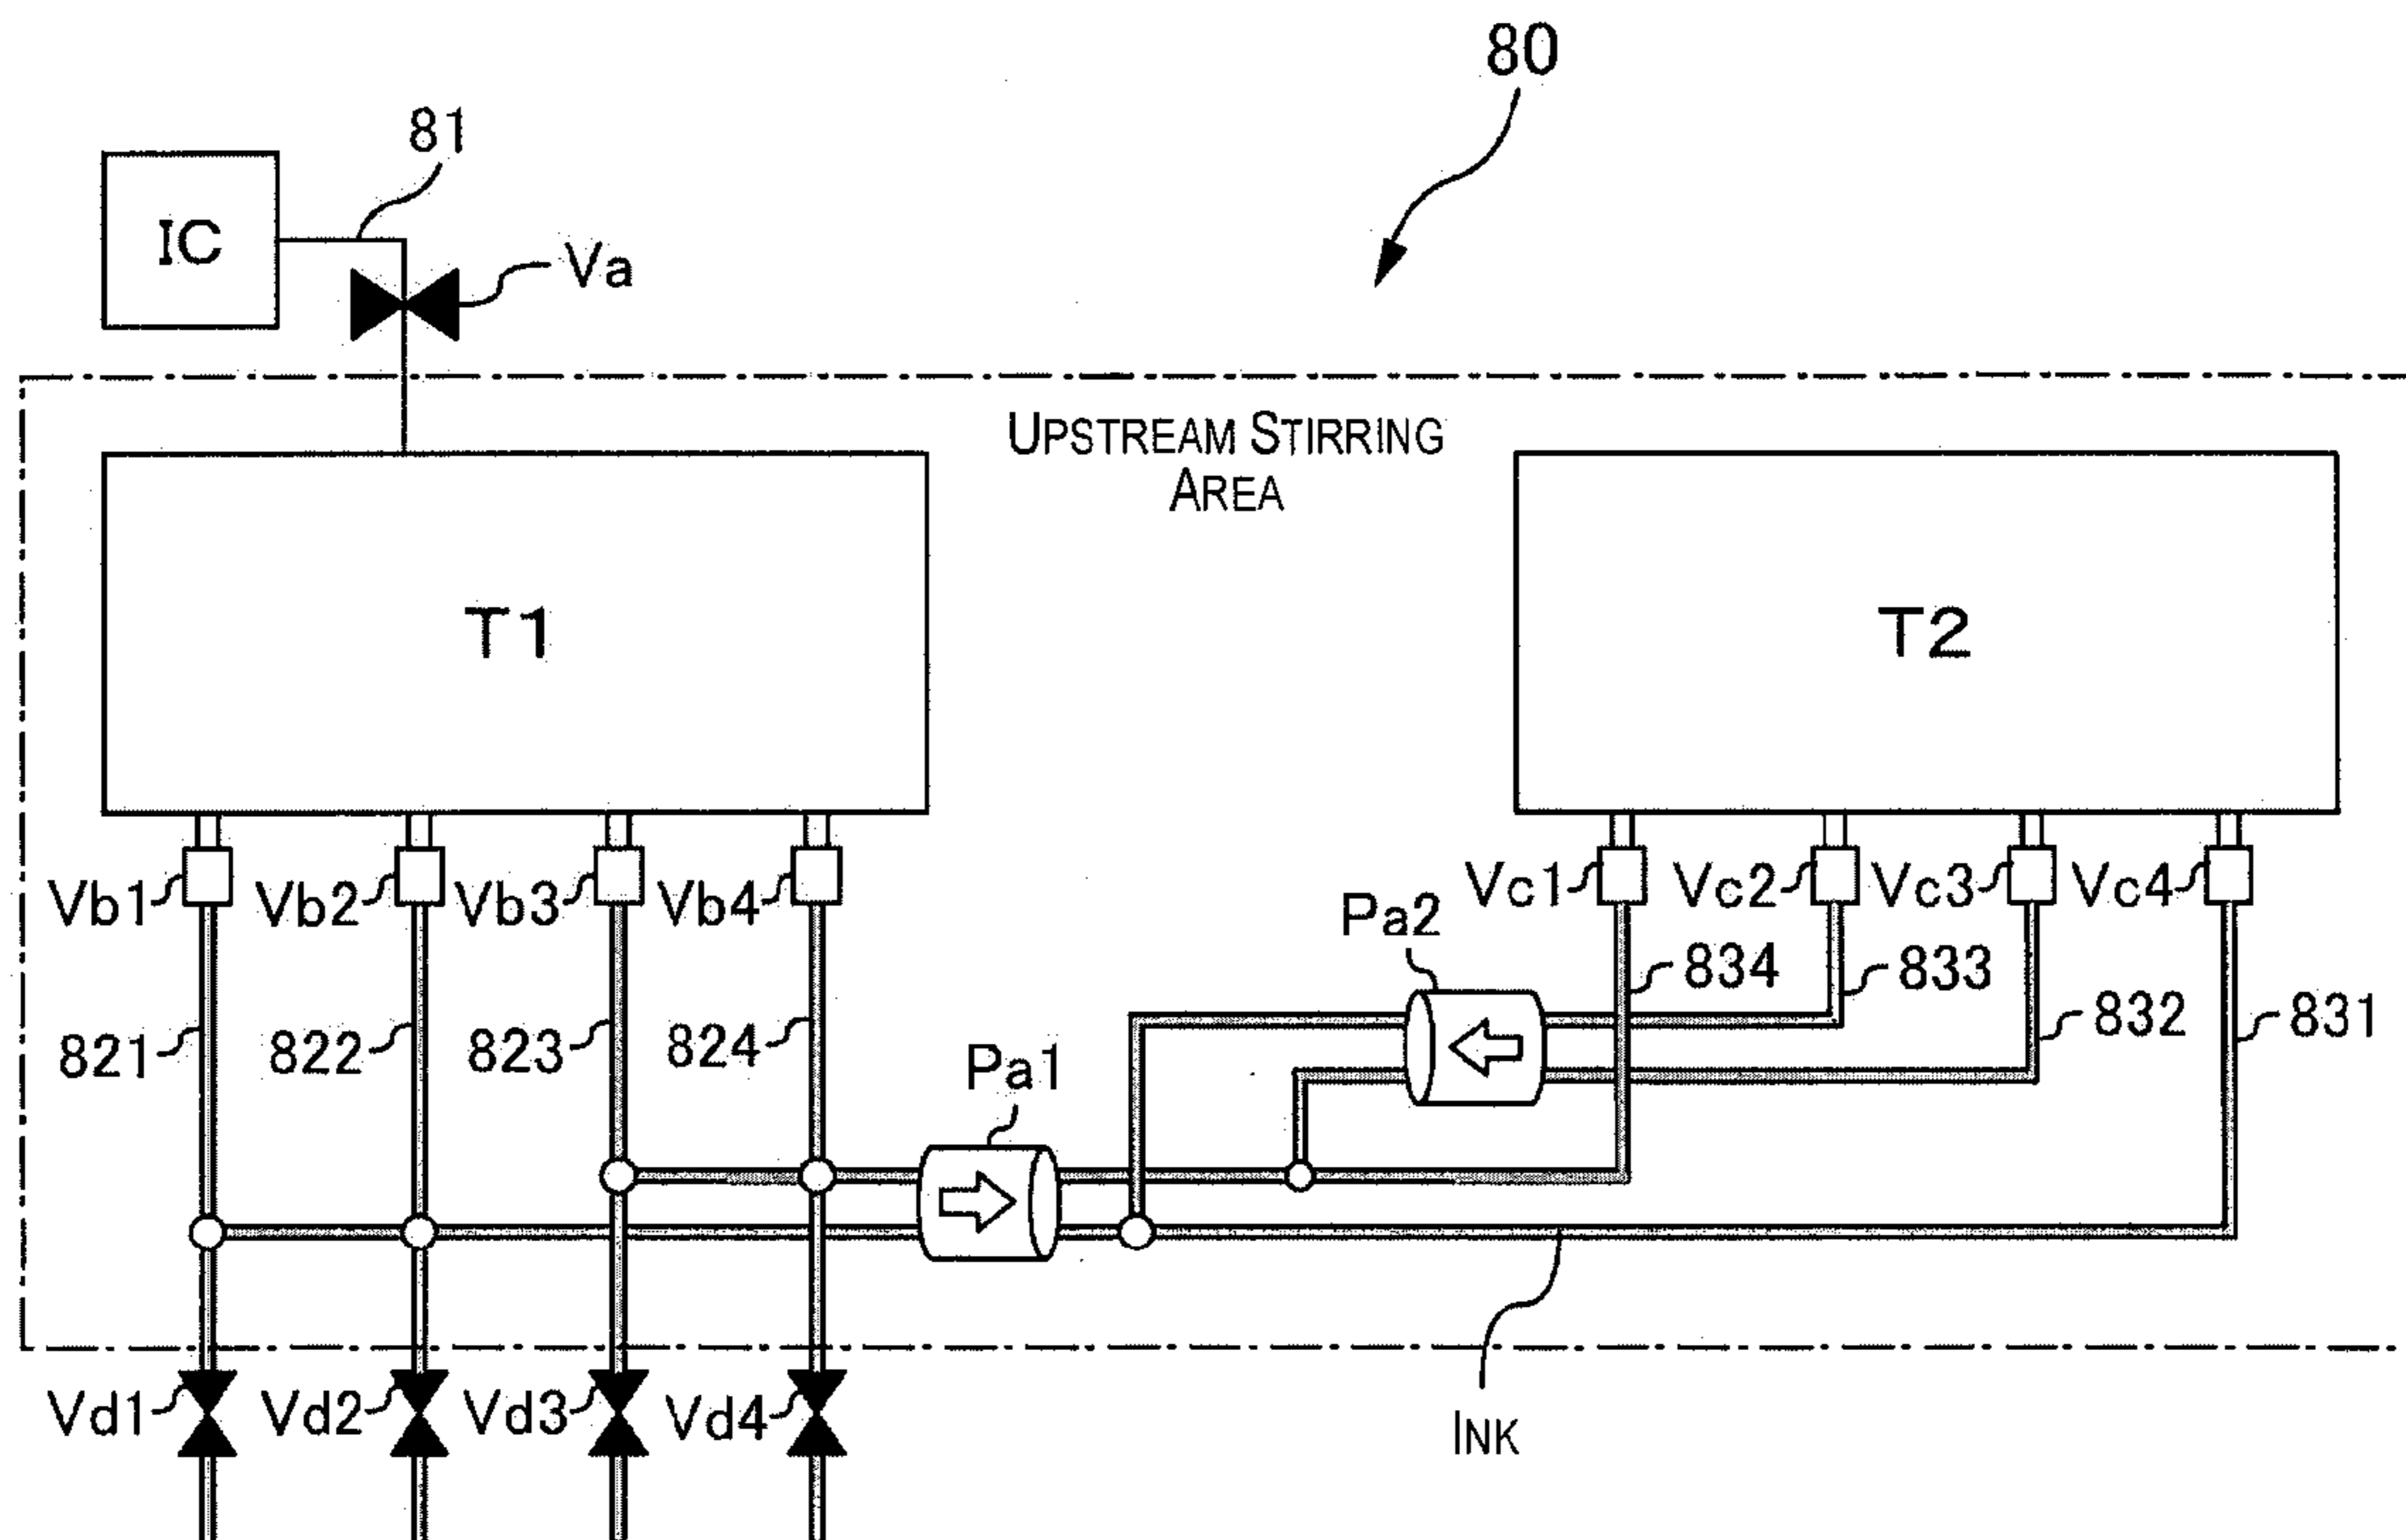 80
81
IC
Va
UPSTREAM STIRRING
AREA
T1
T2
Vb1
Vb2
Vb3
Vb4
Vc1
Vc2
Vc3
Vc4
Pa2
834
833
821
822
823
824
832
831
Pa1
Vd1
Vd2
Vd3
Vd4
INK